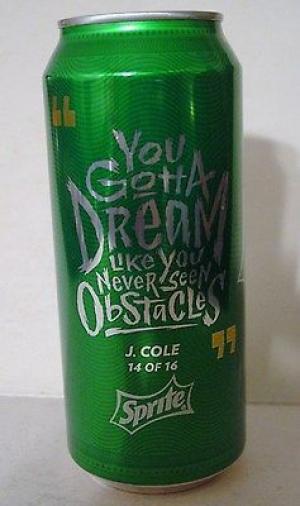 “
You
Gotta
Dream
Like You
Never Seen
Obstacles
”
J. COLE
14 OF 16
Sprite